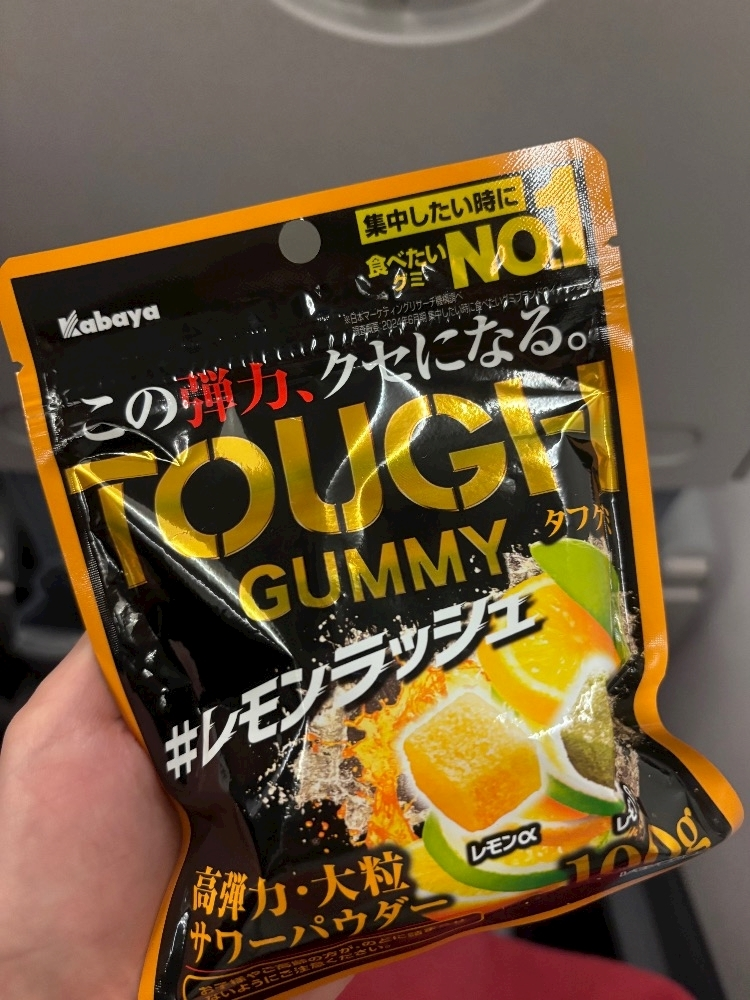 集中したい時に
食べたい
グミ
NO.1
Kabaya
この弾力、クセになる。
TOUGH
GUMMY
タフグミ
#レモンラッシュ
レモンα
100g
高弾力・大粒
サワーパウダー